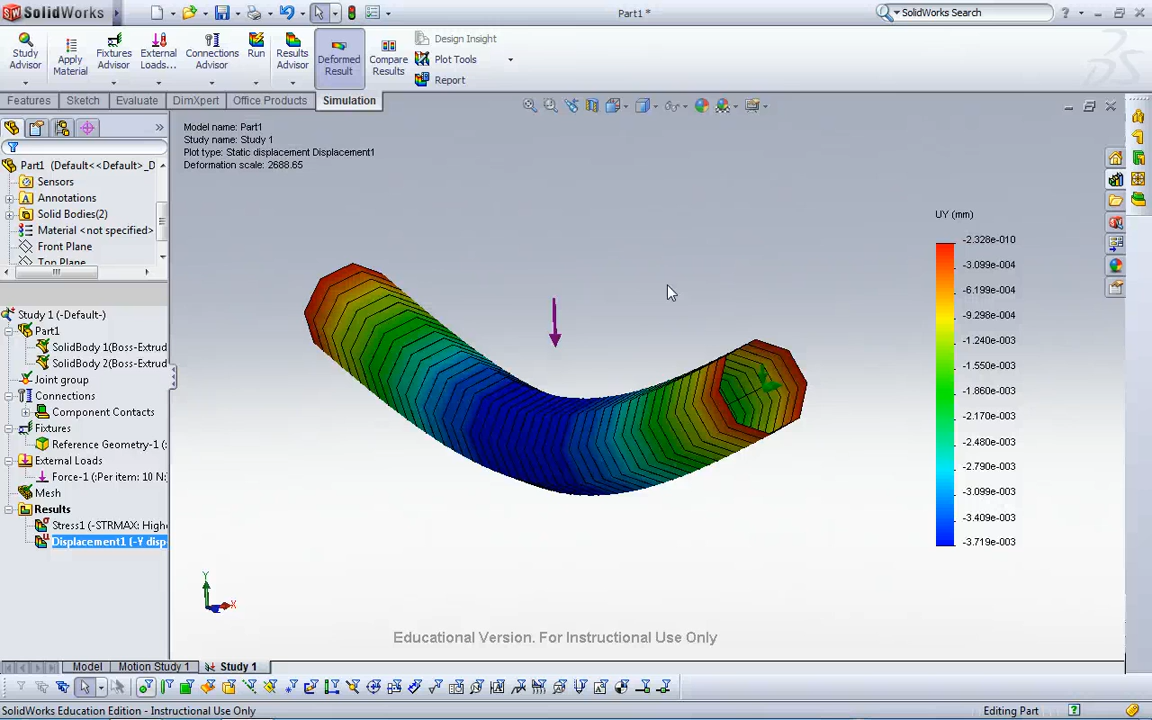 SolidWorks
Part1 *
SolidWorks Search
Study Advisor
Apply Material
Fixtures Advisor
External Loads...
Connections Advisor
Run
Results Advisor
Deformed Result
Compare Results
Design Insight
Plot Tools
Report
Features
Sketch
Evaluate
DimXpert
Office Products
Simulation
Model name: Part1
Study name: Study 1
Plot type: Static displacement Displacement1
Deformation scale: 2688.65
Part1 (Default<<Default>_D
Sensors
Annotations
Solid Bodies(2)
Material <not specified>
Front Plane
Top Plane
Study 1 (-Default-)
Part1
SolidBody 1(Boss-Extrud
SolidBody 2(Boss-Extrud
Joint group
Connections
Component Contacts
Fixtures
Reference Geometry-1 (:
External Loads
Force-1 (:Per item: 10 N:
Mesh
Results
Stress1 (-STRMAX: Highe
Displacement1 (-Y disp
UY (mm)
-2.328e-010
-3.099e-004
-6.199e-004
-9.298e-004
-1.240e-003
-1.550e-003
-1.860e-003
-2.170e-003
-2.480e-003
-2.789e-003
-3.099e-003
-3.409e-003
-3.719e-003
Y
X
Educational Version. For Instructional Use Only
Model
Motion Study 1
Study 1
SolidWorks Education Edition - Instructional Use Only
Editing Part